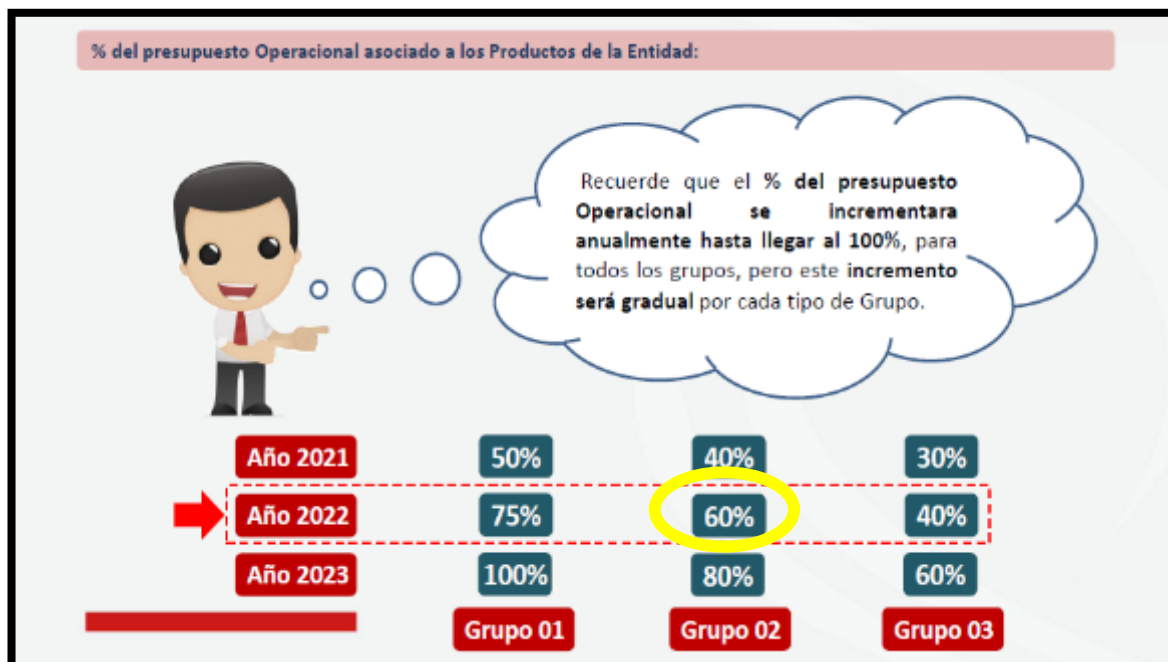 % del presupuesto Operacional asociado a los Productos de la Entidad:
Recuerde que el % del presupuesto
Operacional se incrementara
anualmente hasta llegar al 100%, para
todos los grupos, pero este incremento
será gradual por cada tipo de Grupo.
Año 2021 50% 40% 30%
Año 2022 75% 60% 40%
Año 2023 100% 80% 60%
Grupo 01 Grupo 02 Grupo 03